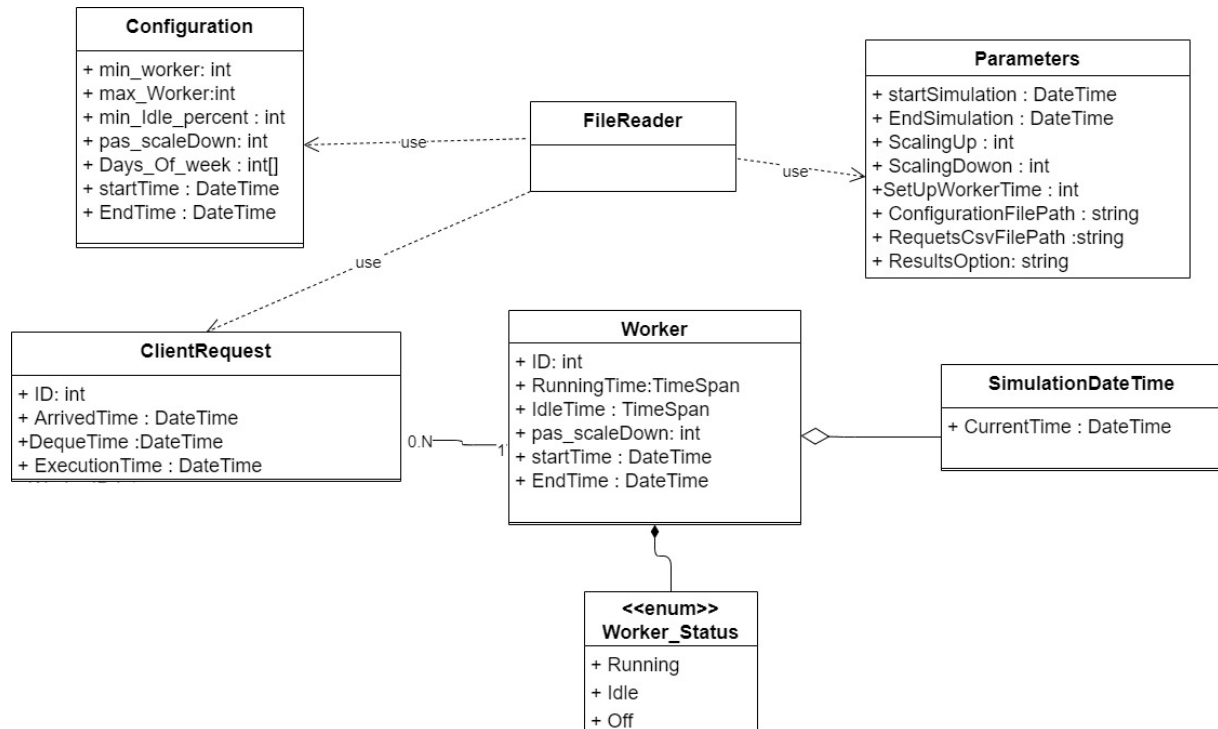 Configuration
+ min_worker: int
+ max_Worker:int
+ min_Idle_percent : int
+ pas_scaleDown: int
+ Days_Of_week : int[]
+ startTime : DateTime
+ EndTime : DateTime
use
FileReader
use
Parameters
+ startSimulation : DateTime
+ EndSimulation : DateTime
+ ScalingUp : int
+ ScalingDowon : int
+SetUpWorkerTime : int
+ ConfigurationFilePath : string
+ RequetsCsvFilePath :string
+ ResultsOption: string
use
ClientRequest
+ ID: int
+ ArrivedTime : DateTime
+DequeTime :DateTime
+ ExecutionTime : DateTime
0.N
1
Worker
+ ID: int
+ RunningTime:TimeSpan
+ IdleTime : TimeSpan
+ pas_scaleDown: int
+ startTime : DateTime
+ EndTime : DateTime
SimulationDateTime
+ CurrentTime : DateTime
<<enum>>
Worker_Status
+ Running
+ Idle
+ Off